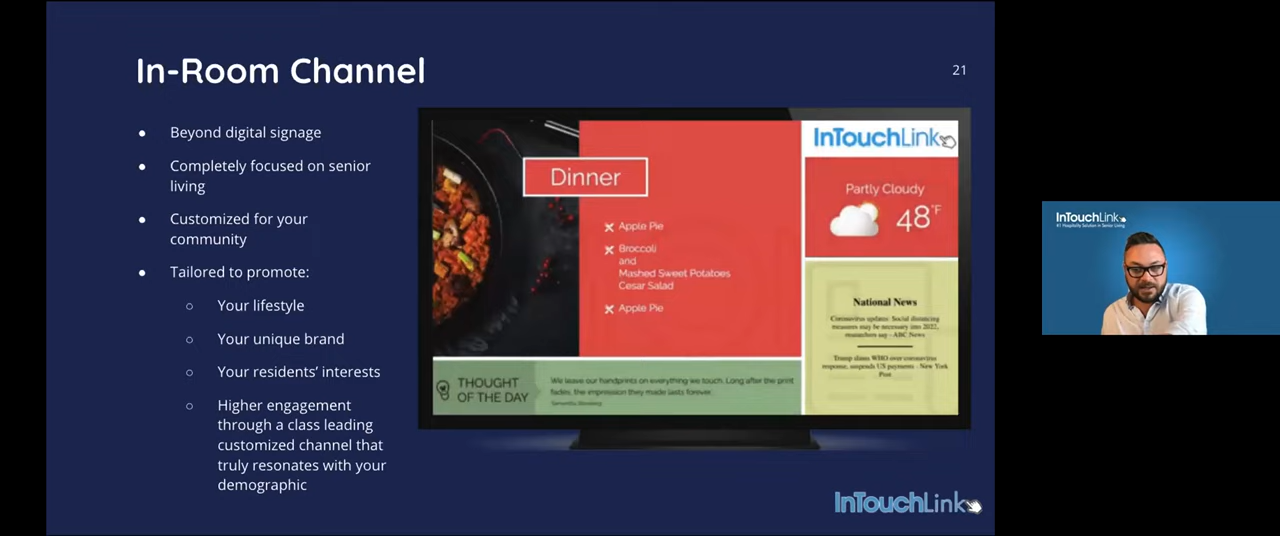 In-Room Channel
21
Beyond digital signage
Completely focused on senior
living
Customized for your
community
Tailored to promote:
Your lifestyle
Your unique brand
Your residents' interests
Higher engagement
through a class leading
customized channel that
truly resonates with your
demographic
Dinner
Apple Pie
Broccoli
and
Mashed Sweet Potatoes
Cesar Salad
Apple Pie
InTouchLink
Partly Cloudy
48°F
National News
Coronavirus updates: Social distancing
measures may be necessary into 2022,
researchers say - ABC News
Trump slams WHO over coronavirus
response, suspends US payments - New York
Post
THOUGHT
OF THE DAY
We leave our handprints on everything we touch. Long after the print
fades, the impression they made lasts forever.
InTouchLink
InTouchLink
#1 Hospitality Solution in Senior Living